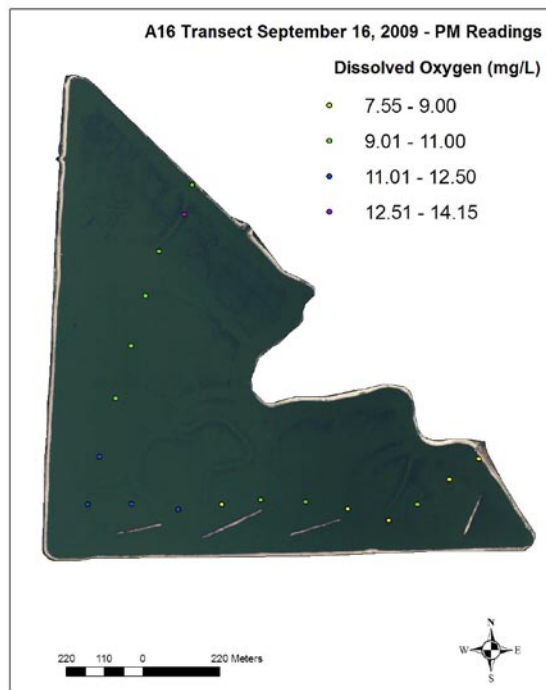 A16 Transect September 16, 2009 - PM Readings
Dissolved Oxygen (mg/L)
7.55 - 9.00
9.01 - 11.00
11.01 - 12.50
12.51 - 14.15
220 110 0 220 Meters
N
W E
S